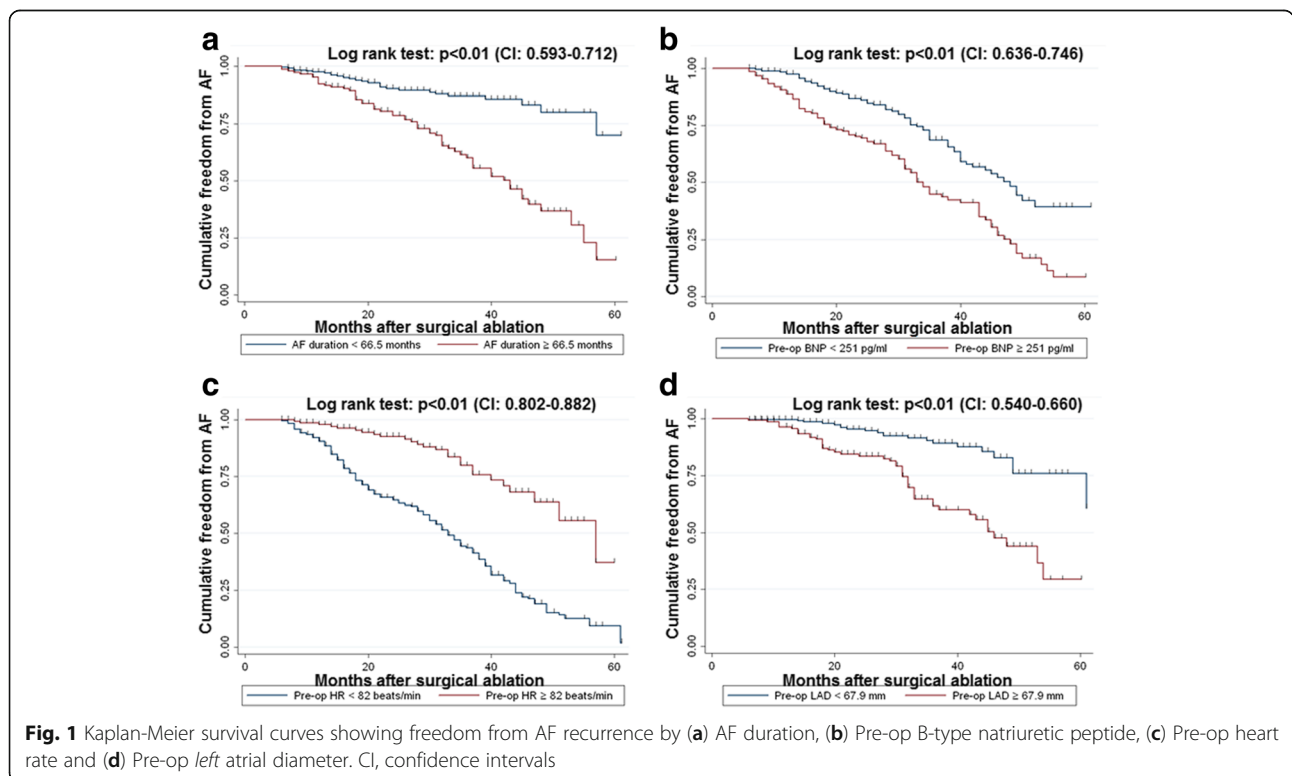 a
Log rank test: p<0.01 (CI: 0.593-0.712)
Cumulative freedom from AF
1.00
0.75
0.50
0.25
0.00
0 20 40 60
Months after surgical ablation
AF duration < 66.5 months AF duration ≥ 66.5 months
b
Log rank test: p<0.01 (CI: 0.636-0.746)
Cumulative freedom from AF
1.00
0.75
0.50
0.25
0.00
0 20 40 60
Months after surgical ablation
Pre-op BNP < 251 pg/ml Pre-op BNP ≥ 251 pg/ml
c
Log rank test: p<0.01 (CI: 0.802-0.882)
Cumulative freedom from AF
1.00
0.75
0.50
0.25
0.00
0 20 40 60
Months after surgical ablation
Pre-op HR < 82 beats/min Pre-op HR ≥ 82 beats/min
d
Log rank test: p<0.01 (CI: 0.540-0.660)
Cumulative freedom from AF
1.00
0.75
0.50
0.25
0.00
0 20 40 60
Months after surgical ablation
Pre-op LAD < 67.9 mm Pre-op LAD ≥ 67.9 mm
Fig. 1 Kaplan-Meier survival curves showing freedom from AF recurrence by (a) AF duration, (b) Pre-op B-type natriuretic peptide, (c) Pre-op heart
rate and (d) Pre-op left atrial diameter. CI, confidence intervals